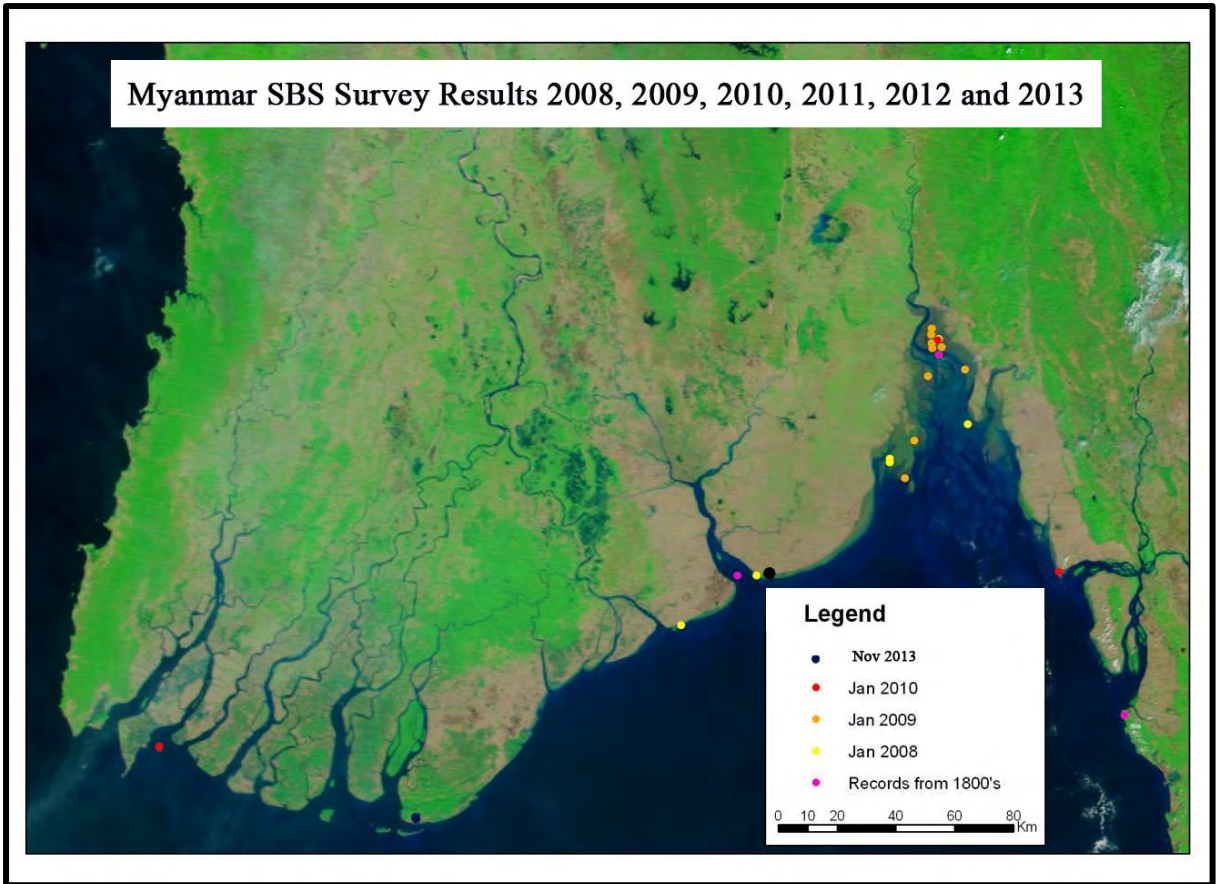 Myanmar SBS Survey Results 2008, 2009, 2010, 2011, 2012 and 2013
Legend
Nov 2013
Jan 2010
Jan 2009
Jan 2008
Records from 1800's
0 10 20 40 60 80
Km